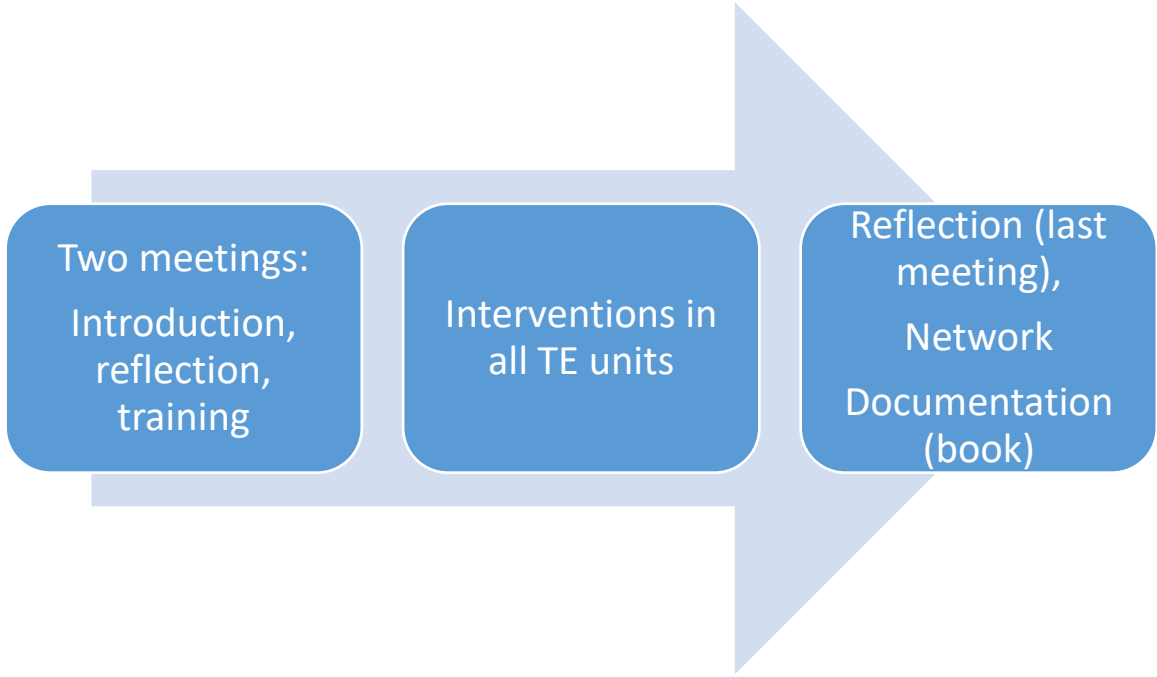 Two meetings:
Introduction,
reflection,
training
Interventions in
all TE units
Reflection (last
meeting),
Network
Documentation
(book)